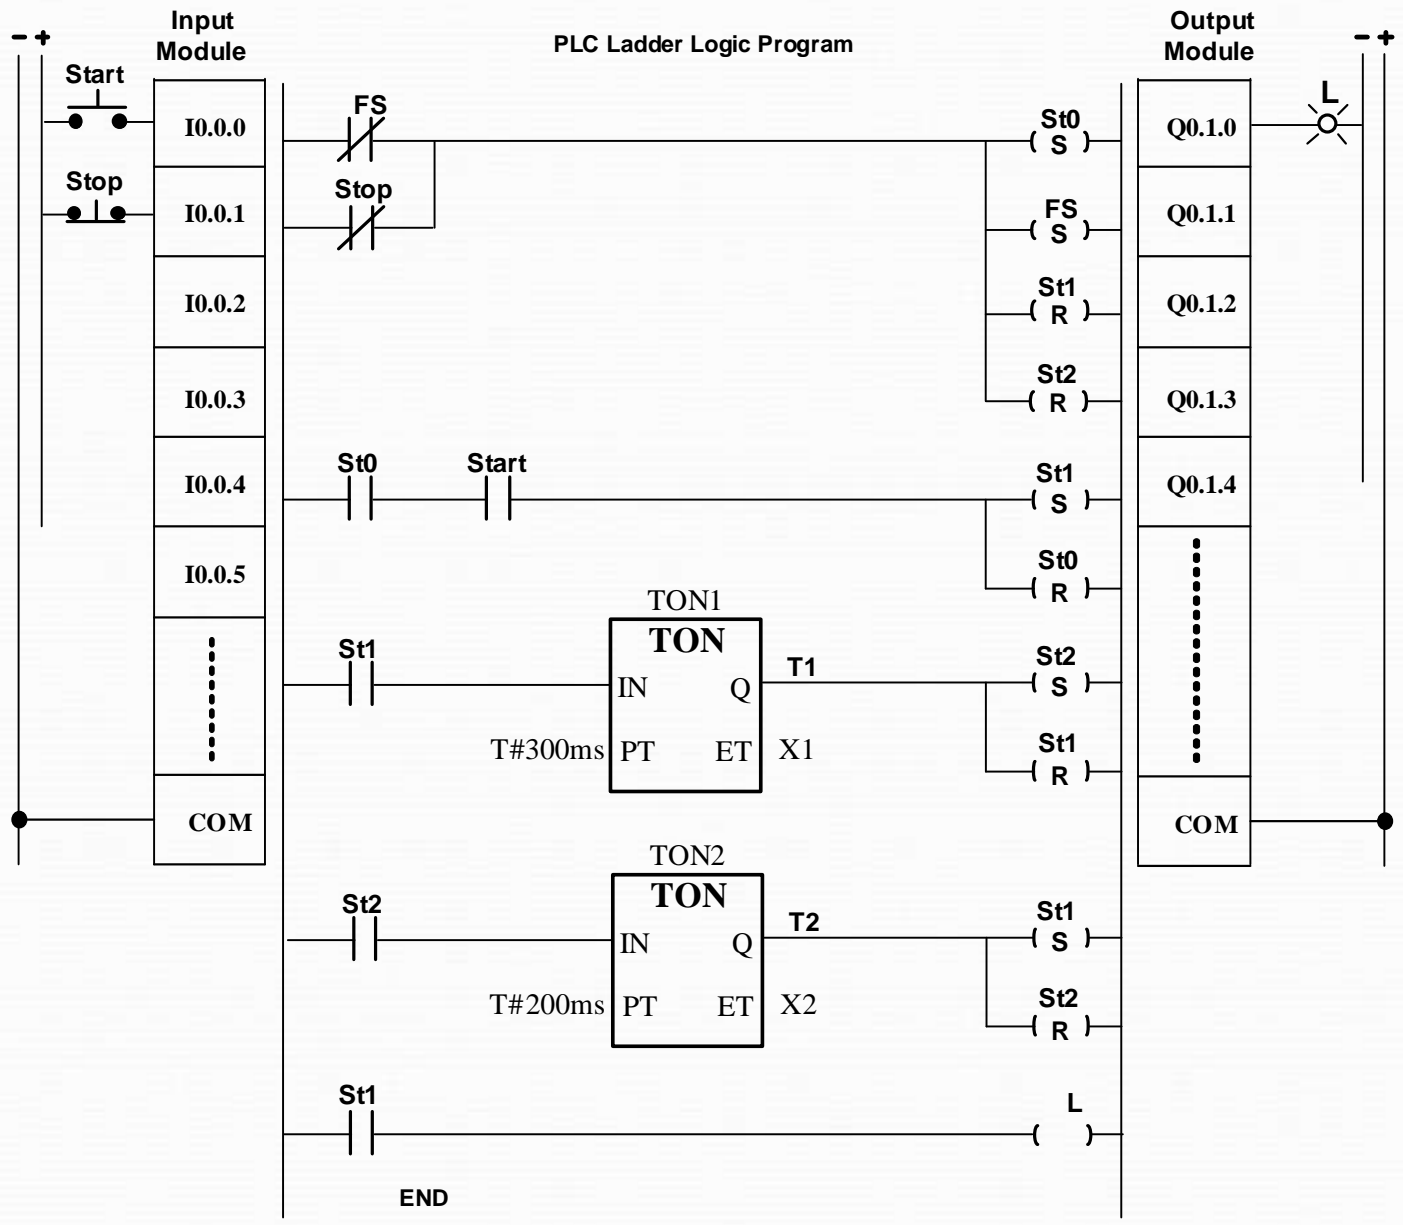 Input
Module
PLC Ladder Logic Program
Output
Module
- +
- +
Start
I0.0.0
Stop
I0.0.1
I0.0.2
I0.0.3
I0.0.4
I0.0.5
COM
FS
St0
S
Stop
FS
S
St1
R
St2
R
St0
Start
St1
S
St0
R
TON1
TON
St1
IN
Q
T1
St2
S
T#300ms
PT
ET
X1
St1
R
TON2
TON
St2
IN
Q
T2
St1
S
T#200ms
PT
ET
X2
St2
R
St1
L
END
L
Q0.1.0
Q0.1.1
Q0.1.2
Q0.1.3
Q0.1.4
COM